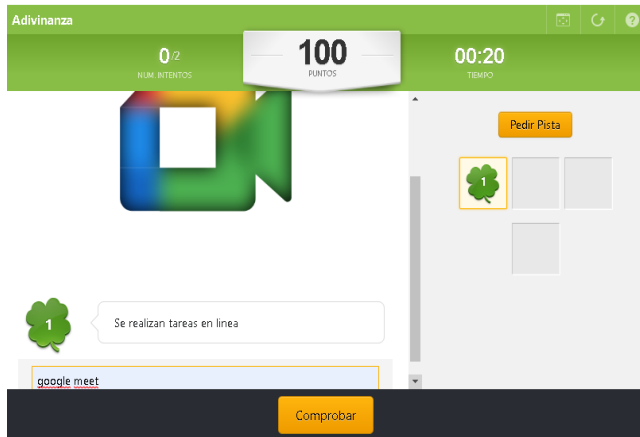 Adivinanza
?
0/2
NUM. INTENTOS
100
PUNTOS
00:20
TIEMPO
Pedir Pista
1
1
Se realizan tareas en linea
google meet
Comprobar